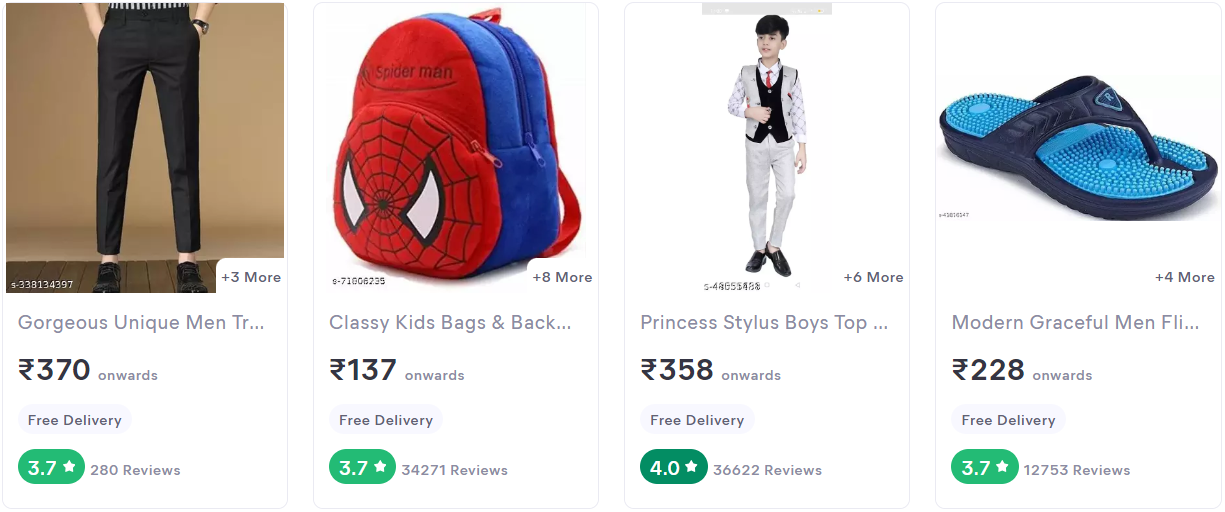 Spider man
R
s-338134397
+3 More
s-71006235
+8 More
+6 More
+4 More
Gorgeous Unique Men Tr...
Classy Kids Bags & Back...
Princess Stylus Boys Top ...
Modern Graceful Men Fli...
₹370 onwards
₹137 onwards
₹358 onwards
₹228 onwards
Free Delivery
Free Delivery
Free Delivery
Free Delivery
3.7 ★ 280 Reviews
3.7 ★ 34271 Reviews
4.0 ★ 36622 Reviews
3.7 ★ 12753 Reviews